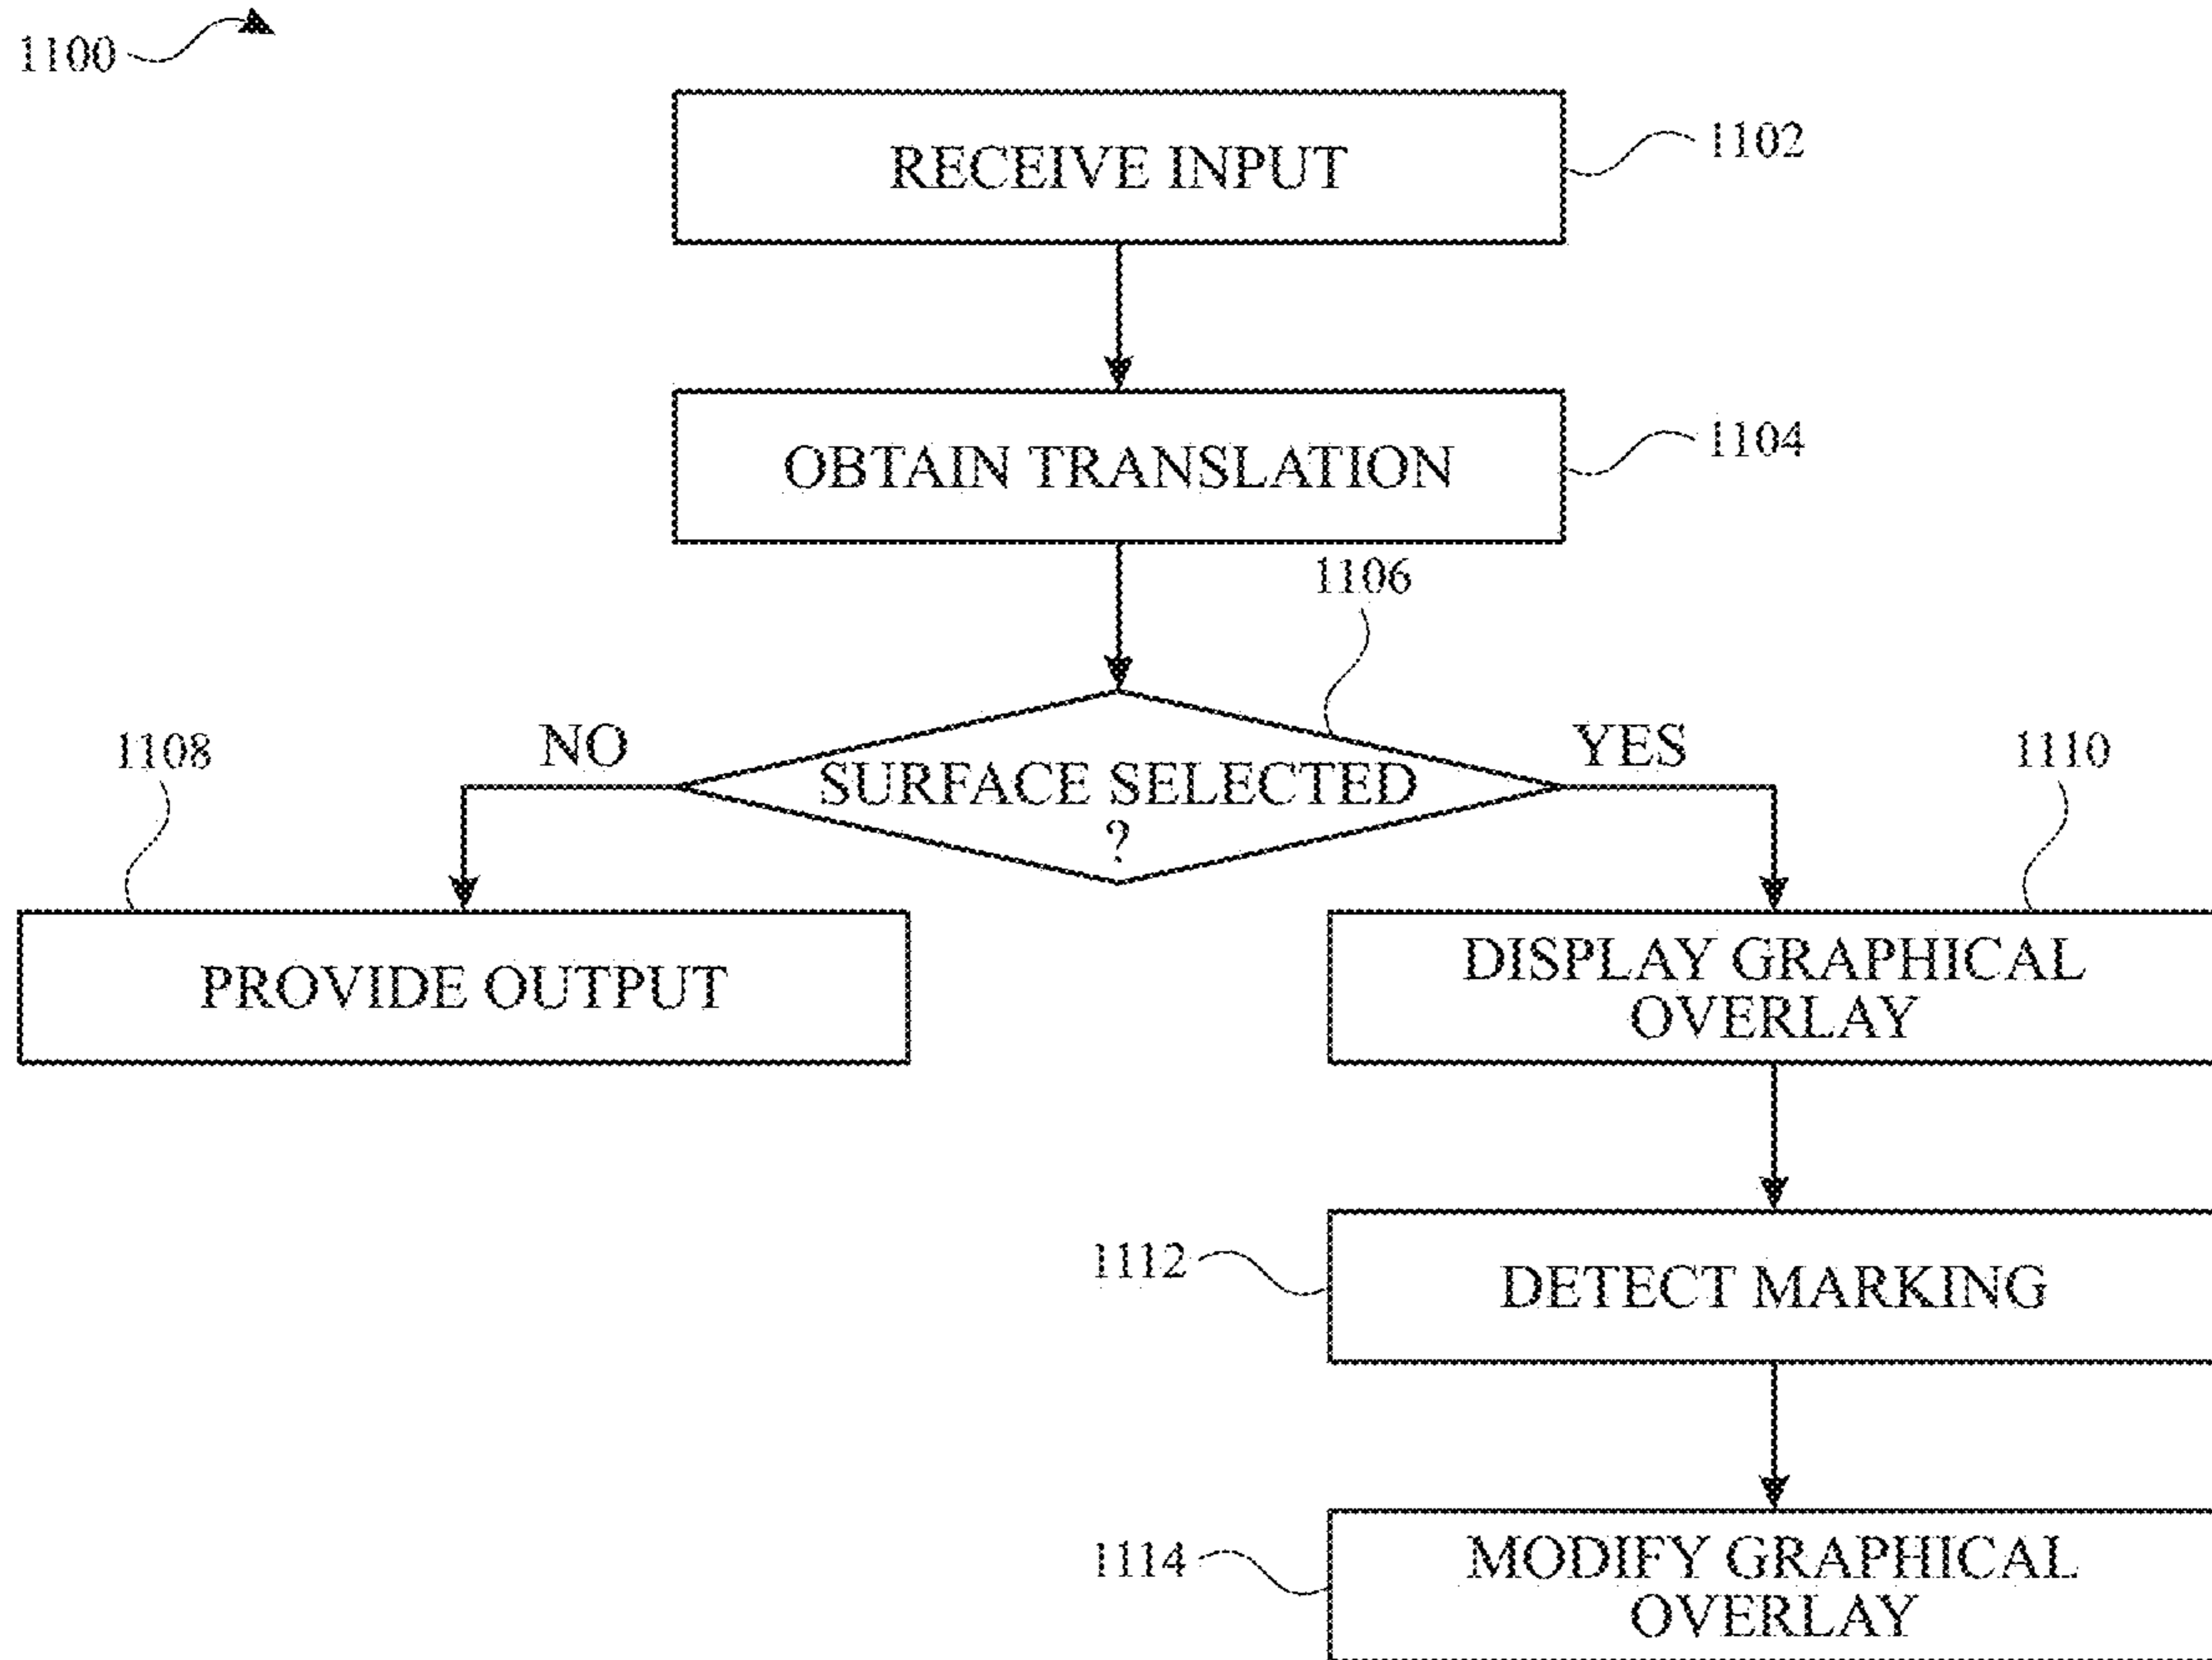 1100
RECEIVE INPUT
1102
OBTAIN TRANSLATION
1104
1106
NO
YES
SURFACE SELECTED
?
1108
1110
PROVIDE OUTPUT
DISPLAY GRAPHICAL
OVERLAY
1112
DETECT MARKING
1114
MODIFY GRAPHICAL
OVERLAY